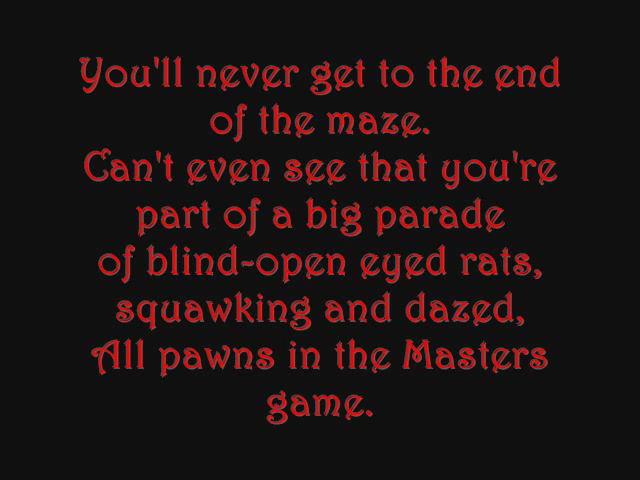 You'll never get to the end
of the maze.
Can't even see that you're
part of a big parade
of blind-open eyed rats,
squawking and dazed,
All pawns in the Masters
game.